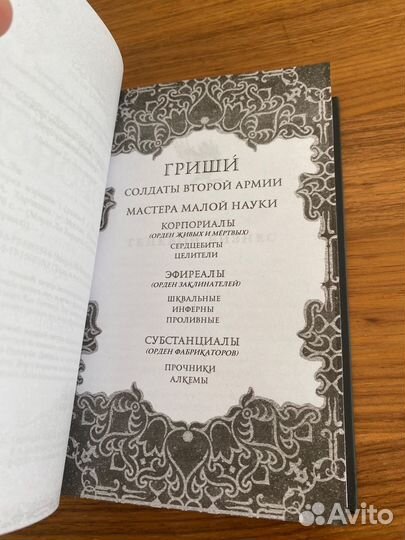 ГРИШИ́
СОЛДАТЫ ВТОРОЙ АРМИИ
МАСТЕРА МАЛОЙ НАУКИ
КОРПОРИАЛЫ
(ОРДЕН ЖИВЫХ И МЁРТВЫХ)
СЕРДЦЕБИТЫ
ЦЕЛИТЕЛИ
ЭФИРЕАЛЫ
(ОРДЕН ЗАКЛИНАТЕЛЕЙ)
ШКВАЛЬНЫЕ
ИНФЕРНЫ
ПРОЛИВНЫЕ
СУБСТАНЦИАЛЫ
(ОРДЕН ФАБРИКАТОРОВ)
ПРОЧНИКИ
АЛКЕМЫ
Avito